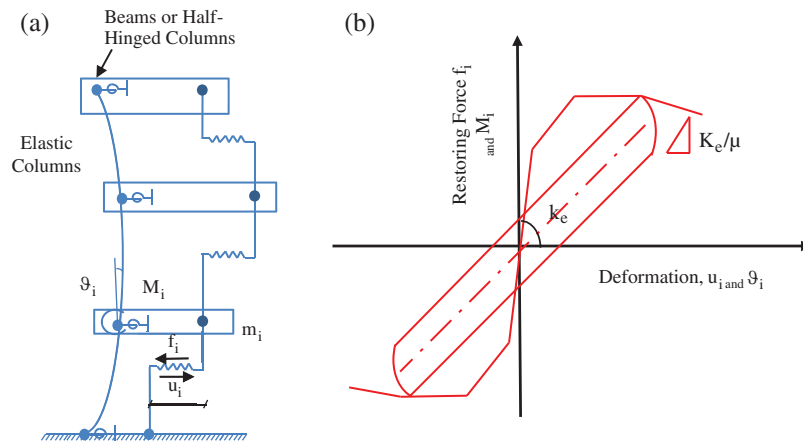 (a)
Beams or Half-
Hinged Columns
Elastic
Columns
ϑi
Mi
mi
fi
ui
(b)
Restoring Force fi
and Mi
ke
Ke/μ
Deformation, ui and ϑi